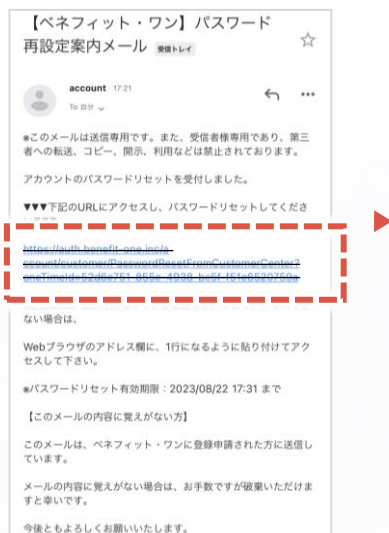 【ベネフィット・ワン】パスワード
再設定案内メール 受信トレイ
account 17:21
To 自分
※このメールは送信専用です。また、受信者様専用であり、第三
者への転送、コピー、開示、利用などは禁止されております。
アカウントのパスワードリセットを受付しました。
▼▼▼下記のURLにアクセスし、パスワードリセットしてくださ
https://auth.benefit-one.inc/a
ccount/customer/PasswordResetFromCustomerCenter?
oneTimeId=52d6e751-855e-4938-bc5f-f51e8520759a
ない場合は、
Webブラウザのアドレス欄に、1行になるように貼り付けてアク
セスして下さい。
※パスワードリセット有効期限：2023/08/22 17:31 まで
【このメールの内容に覚えがない方】
このメールは、ベネフィット・ワンに登録申請された方に送信し
ています。
メールの内容に覚えがない場合は、お手数ですが破棄いただけま
すと幸いです。
今後ともよろしくお願いいたします。